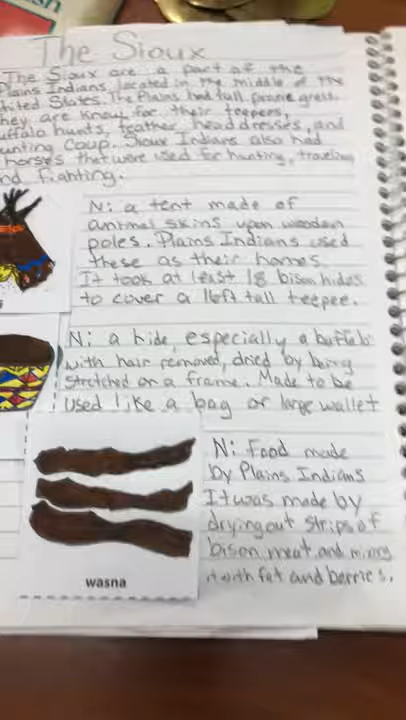 The Sioux
The Sioux are a part of the
Plains Indians, located in the middle of the
United States. The Plains had tall prairie grass.
They are know for their teepees,
buffalo hunts, feather headdresses, and
counting coup. Sioux Indians also had
horses that were used for hunting, traveling
and fighting.
N: a tent made of
animal skins upon wooden
poles. Plains Indians used
these as their homes.
It took at least 18 bison hides
to cover a 16ft tall teepee.
N: a hide, especially a buffalo
with hair removed, dried by being
stretched on a frame. Made to be
used like a bag or large wallet
N: Food made
by Plains Indians
It was made by
drying out strips of
bison meat and mixing
it with fat and berries.
wasna